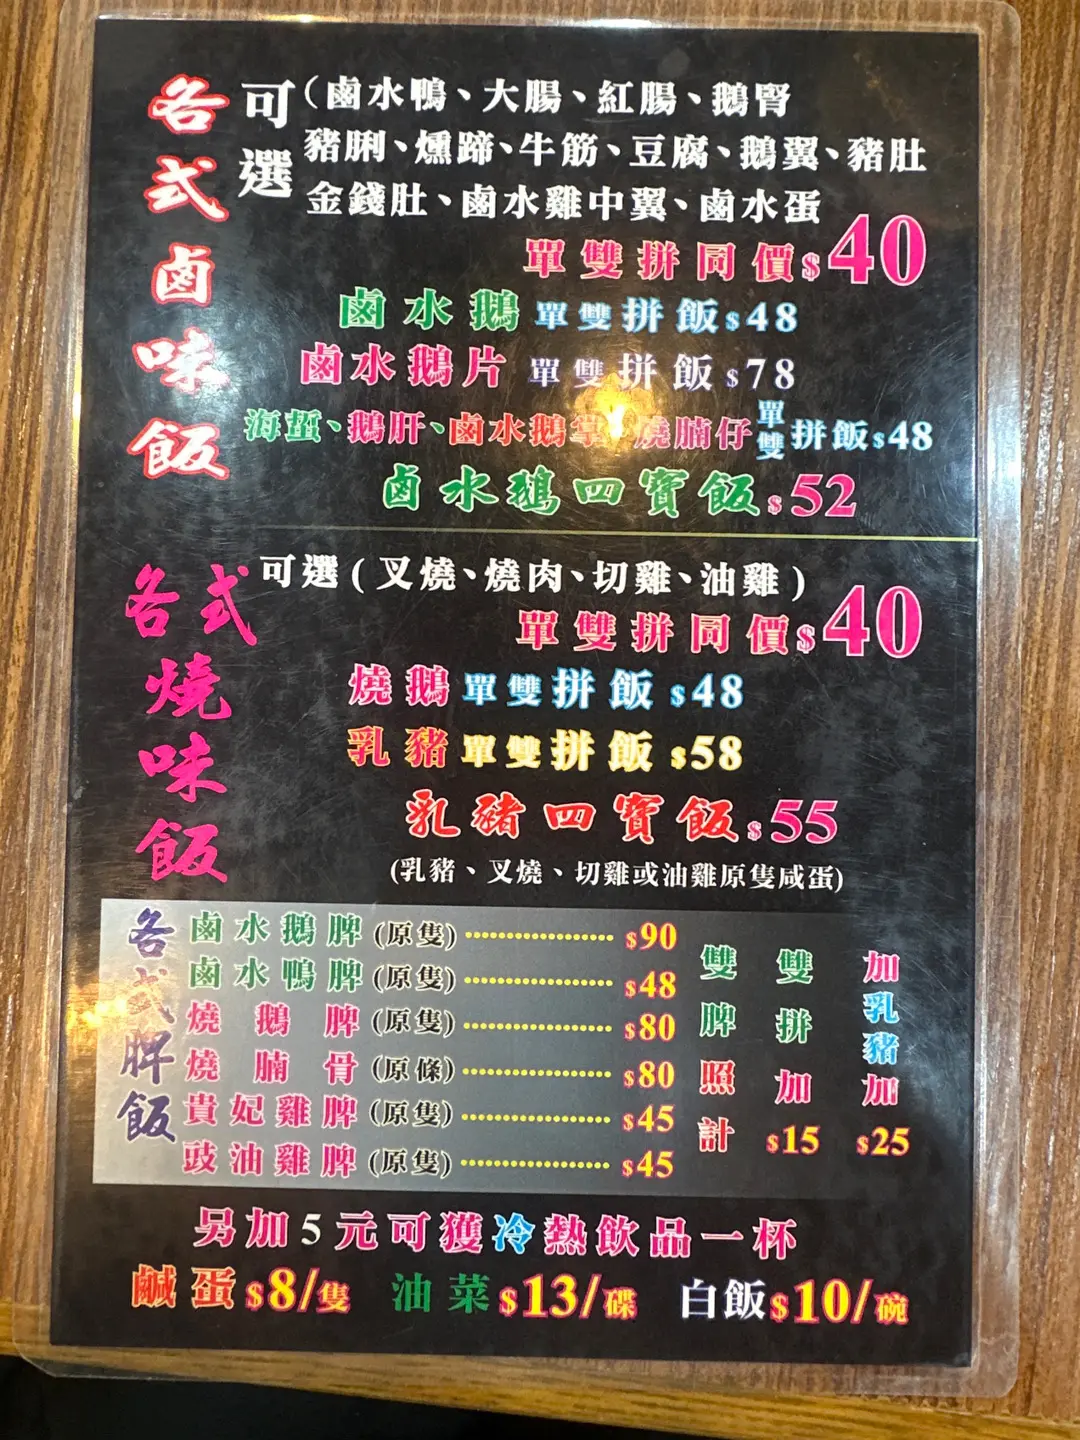 各式鹵味飯
可選
(鹵水鴨、大腸、紅腸、鵝腎
豬脷、燻蹄、牛筋、豆腐、鵝翼、豬肚
金錢肚、鹵水雞中翼、鹵水蛋
單雙拼同價$40
鹵水鵝 單雙拼飯$48
鹵水鵝片 單雙拼飯$78
海蜇、鵝肝、鹵水鵝掌 燒腩仔 單雙拼飯$48
鹵水鵝四寶飯$52
各式燒味飯
可選(叉燒、燒肉、切雞、油雞)
單雙拼同價$40
燒鵝 單雙拼飯 $48
乳豬 單雙拼飯 $58
乳豬四寶飯$55
(乳豬、叉燒、切雞或油雞原隻咸蛋)
各式脾飯
鹵水鵝脾(原隻) $90
鹵水鴨脾(原隻) $48
燒鵝脾(原隻) $80
燒腩骨(原條) $80
貴妃雞脾(原隻) $45
豉油雞脾(原隻) $45
雙脾照計
雙拼加$15
加乳豬加$25
另加5元可獲冷熱飲品一杯
鹹蛋$8/隻 油菜$13/碟 白飯$10/碗